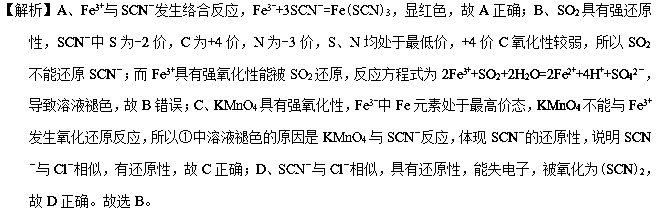 【解析】A、Fe³⁺与SCN⁻发生络合反应，Fe³⁻+3SCN⁻=Fe(SCN)₃，显红色，故A正确；B、SO₂具有强还原
性，SCN⁻中S为-2价，C为+4价，N为-3价，S、N均处于最低价，+4价C氧化性较弱，所以SO₂
不能还原SCN⁻；而Fe³⁺具有强氧化性能被SO₂还原，反应方程式为2Fe³⁺+SO₂+2H₂O=2Fe²⁺+4H⁺+SO₄²⁻，
导致溶液褪色，故B错误；C、KMnO₄具有强氧化性，Fe³⁻中Fe元素处于最高价态，KMnO₄不能与Fe³⁺
发生氧化还原反应，所以①中溶液褪色的原因是KMnO₄与SCN⁻反应，体现SCN⁻的还原性，说明SCN
⁻与Cl⁻相似，有还原性，故C正确；D、SCN⁻与Cl⁻相似，具有还原性，能失电子，被氧化为(SCN)₂，
故D正确。故选B。